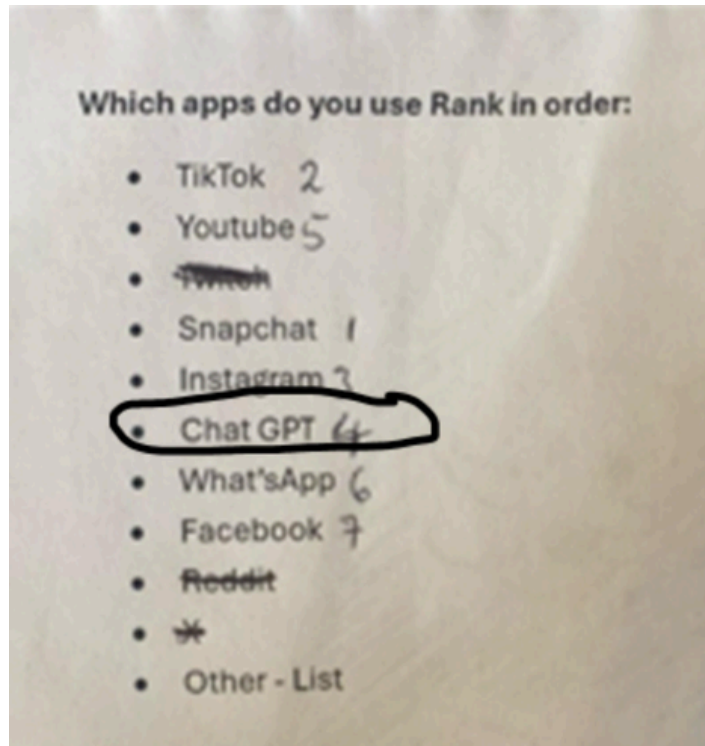 Which apps do you use Rank in order:
• TikTok 2
• Youtube 5
• Twitch
• Snapchat 1
• Instagram 3
• Chat GPT 4
• What'sApp 6
• Facebook 7
• Reddit
• X
• Other - List